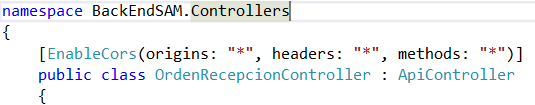 namespace BackEndSAM.Controllers
{
[EnableCors(origins: "*", headers: "*", methods: "*")]
public class OrdenRecepcionController : ApiController
{